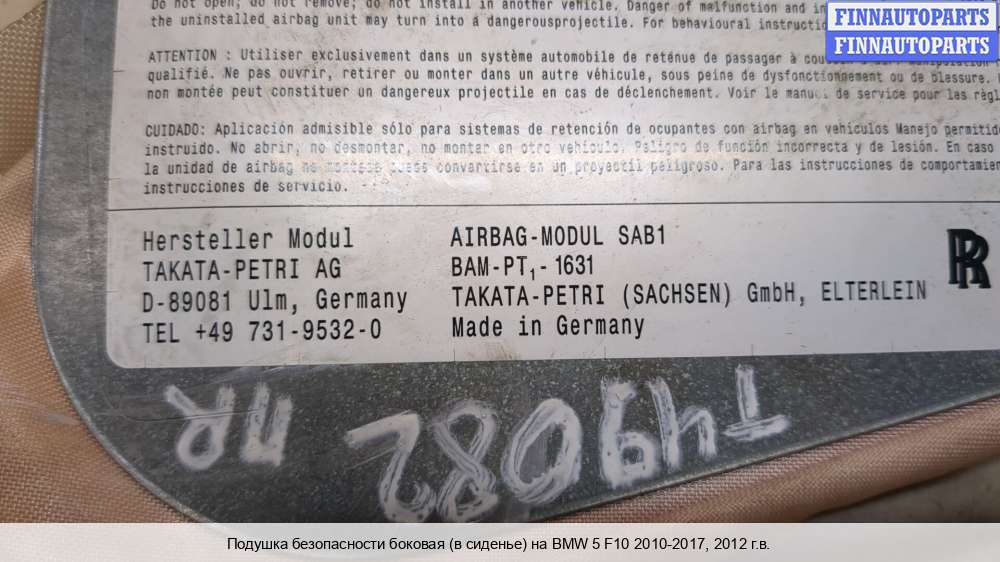 Do not open; do not remove; do not install in another vehicle. Danger of malfunction and
the uninstalled airbag unit may turn into a dangerousprojectile. For behavioural
FINNAUTOPARTS
FINNAUTOPARTS
ATTENTION : Utiliser exclusivement dans un système automobile de retenue de passager à
qualifié. Ne pas ouvrir, retirer ou monter dans un autre véhicule, sous peine de dysfonctionnement ou de blessure.
non montée peut constituer un dangereux projectile en cas de déclenchement. Voir le manuel de service pour las
CUIDADO: Aplicación admisible sólo para sistemas de retención de ocupantes con airbag en vehículos Manejo
instruido. No abrir, no desmontar, no montar en otro vehículo. Paligro de función incorrecta y de lesión. En caso
la unidad de airbag no montada puess convertirse en un proyectil peligroso. Para las instrucciones de
instrucciones de servicio.
Hersteller Modul
TAKATA-PETRI AG
D-89081 Ulm, Germany
TEL +49 731-9532-0
AIRBAG-MODUL SAB1
BAM-PT₁-1631
TAKATA-PETRI (SACHSEN) GmbH, ELTERLEIN
Made in Germany
RR
T49082 RR
Подушка безопасности боковая (в сиденье) на BMW 5 F10 2010-2017, 2012 г.в.